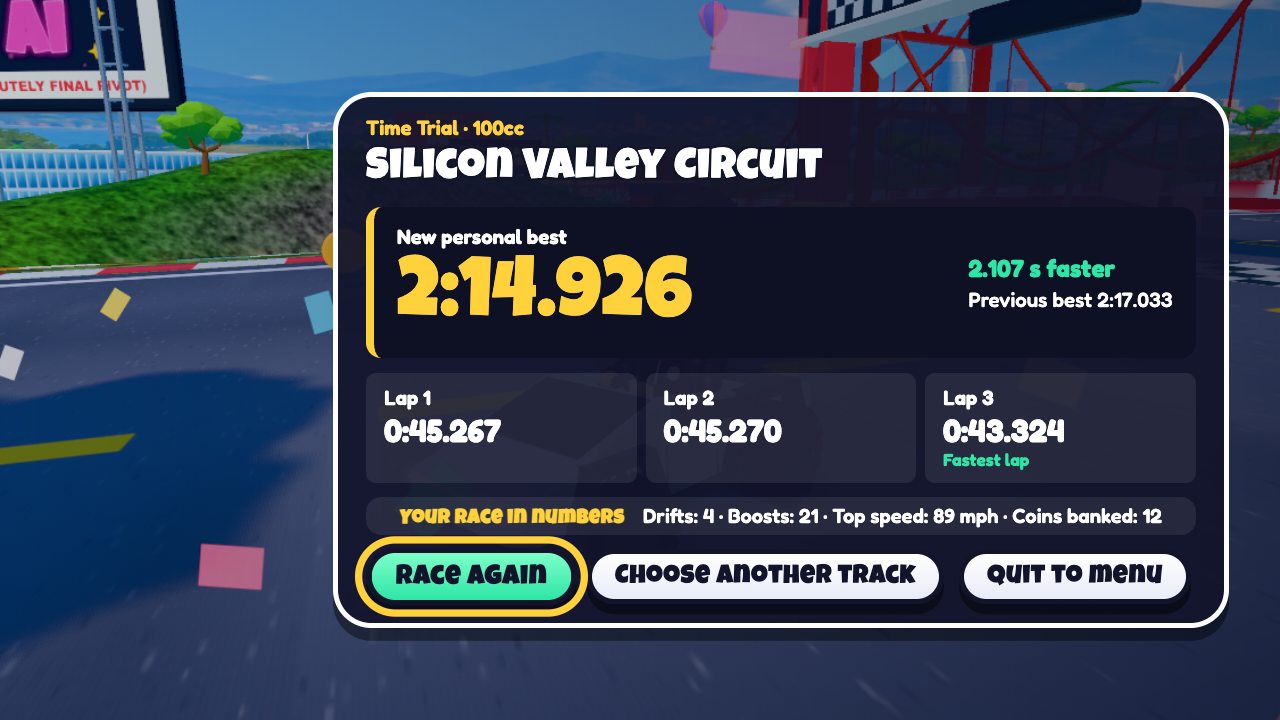 AI
UTELY FINAL PIVOT)
Time Trial · 100cc
SILICON VALLEY CIRCUIT
New personal best
2:14.926
2.107 s faster
Previous best 2:17.033
Lap 1
0:45.267
Lap 2
0:45.270
Lap 3
0:43.324
Fastest lap
YOUR RACE IN NUMBERS Drifts: 4 · Boosts: 21 · Top speed: 89 mph · Coins banked: 12
RACE AGAIN
CHOOSE ANOTHER TRACK
QUIT TO MENU